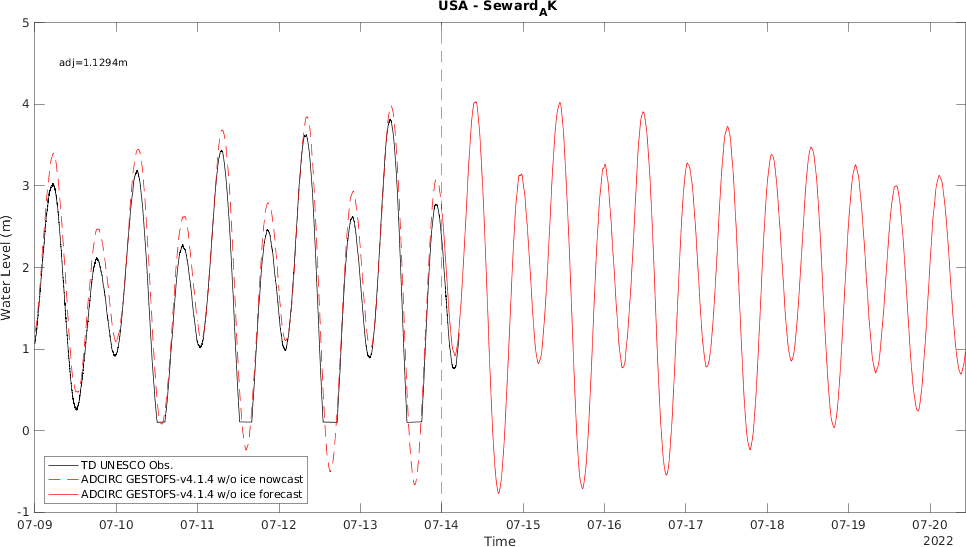 USA - Seward_AK
adj=1.1294m
Water Level (m)
5
4
3
2
1
0
-1
TD UNESCO Obs.
ADCIRC GESTOFS-v4.1.4 w/o ice nowcast
ADCIRC GESTOFS-v4.1.4 w/o ice forecast
07-09 07-10 07-11 07-12 07-13 07-14 07-15 07-16 07-17 07-18 07-19 07-20
Time
2022